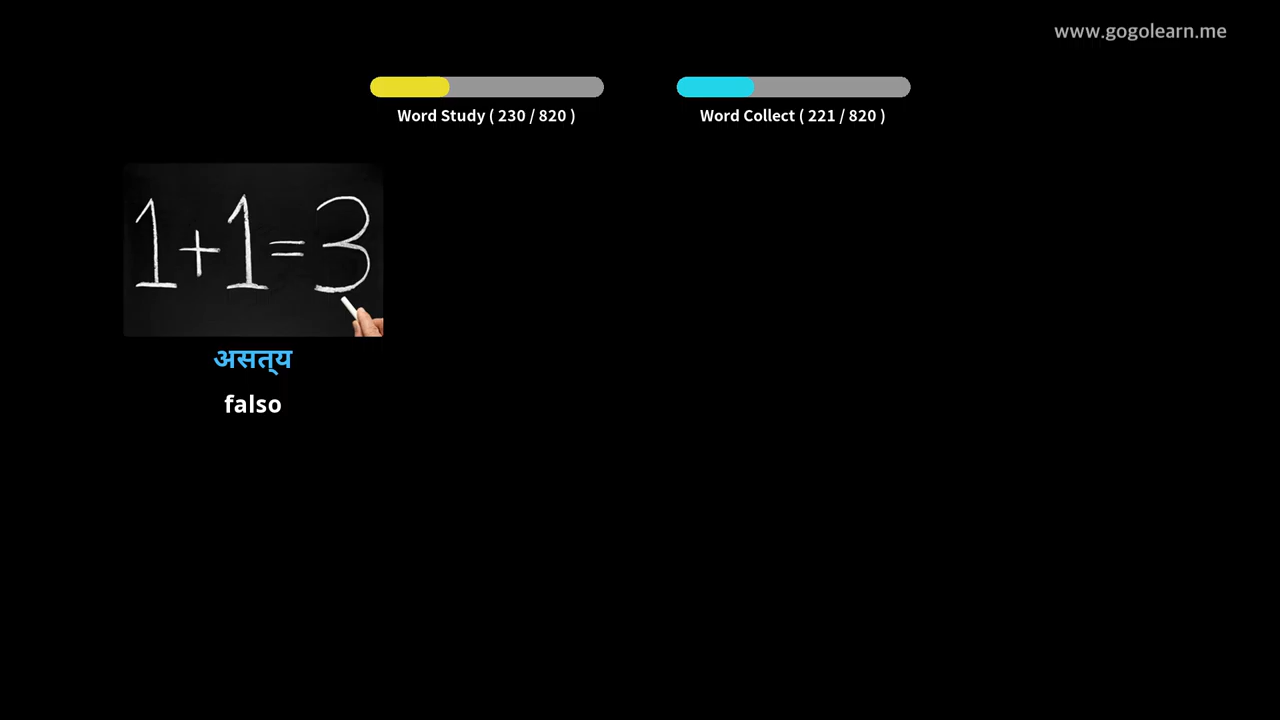 www.gogolearn.me
Word Study ( 230 / 820 )
Word Collect ( 221 / 820 )
1+1=3
असत्य
falso